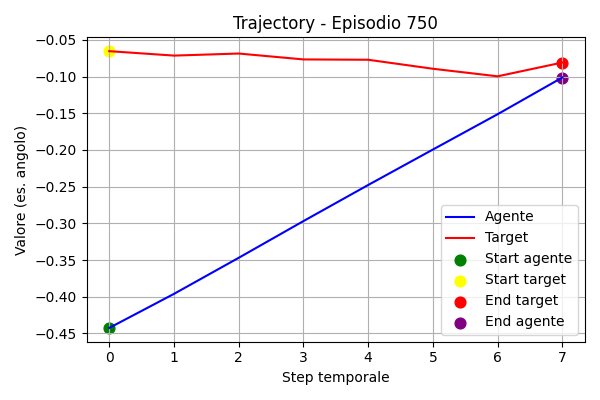 Trajectory - Episodio 750
Valore (es. angolo)
−0.05
−0.10
−0.15
−0.20
−0.25
−0.30
−0.35
−0.40
−0.45
Agente
Target
Start agente
Start target
End target
End agente
0 1 2 3 4 5 6 7
Step temporale